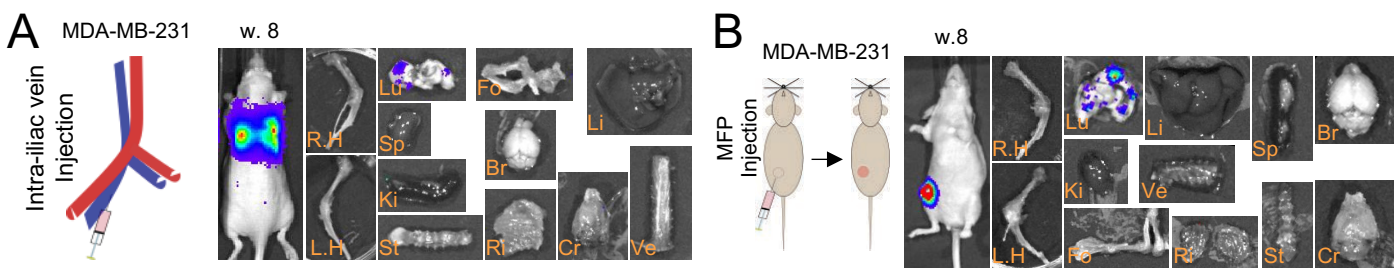 A
MDA-MB-231
w. 8
Intra-iliac vein
Injection
R.H
L.H
Lu
Fo
Li
Sp
Br
Ki
St
Ri
Cr
Ve
B
MDA-MB-231
w.8
MFP
Injection
R.H
L.H
Lu
Li
Sp
Br
Ki
Ve
Fo
Ri
St
Cr